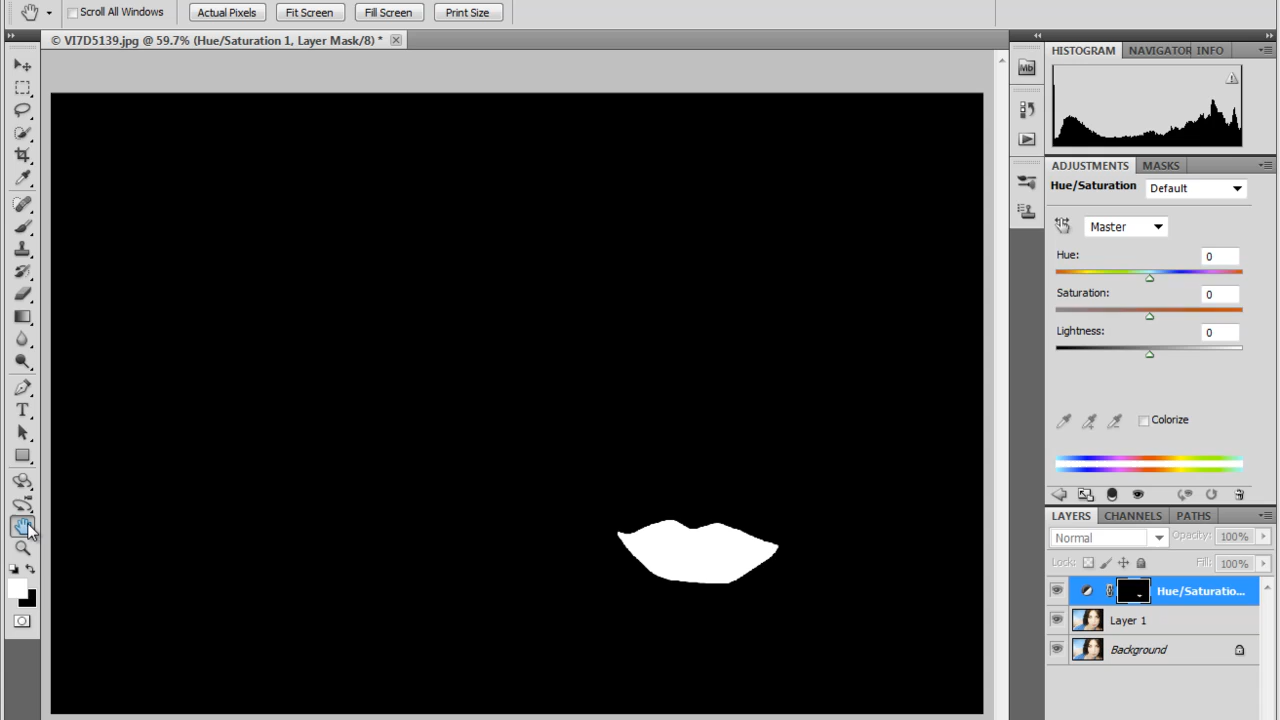 Scroll All Windows
Actual Pixels
Fit Screen
Fill Screen
Print Size
© VI7D5139.jpg @ 59.7% (Hue/Saturation 1, Layer Mask/8) *
Mb
HISTOGRAM
NAVIGATOR
INFO
ADJUSTMENTS
MASKS
Hue/Saturation
Default
Master
Hue:
0
Saturation:
0
Lightness:
0
Colorize
LAYERS
CHANNELS
PATHS
Normal
Opacity:
100%
Lock:
Fill:
100%
Hue/Saturatio...
Layer 1
Background